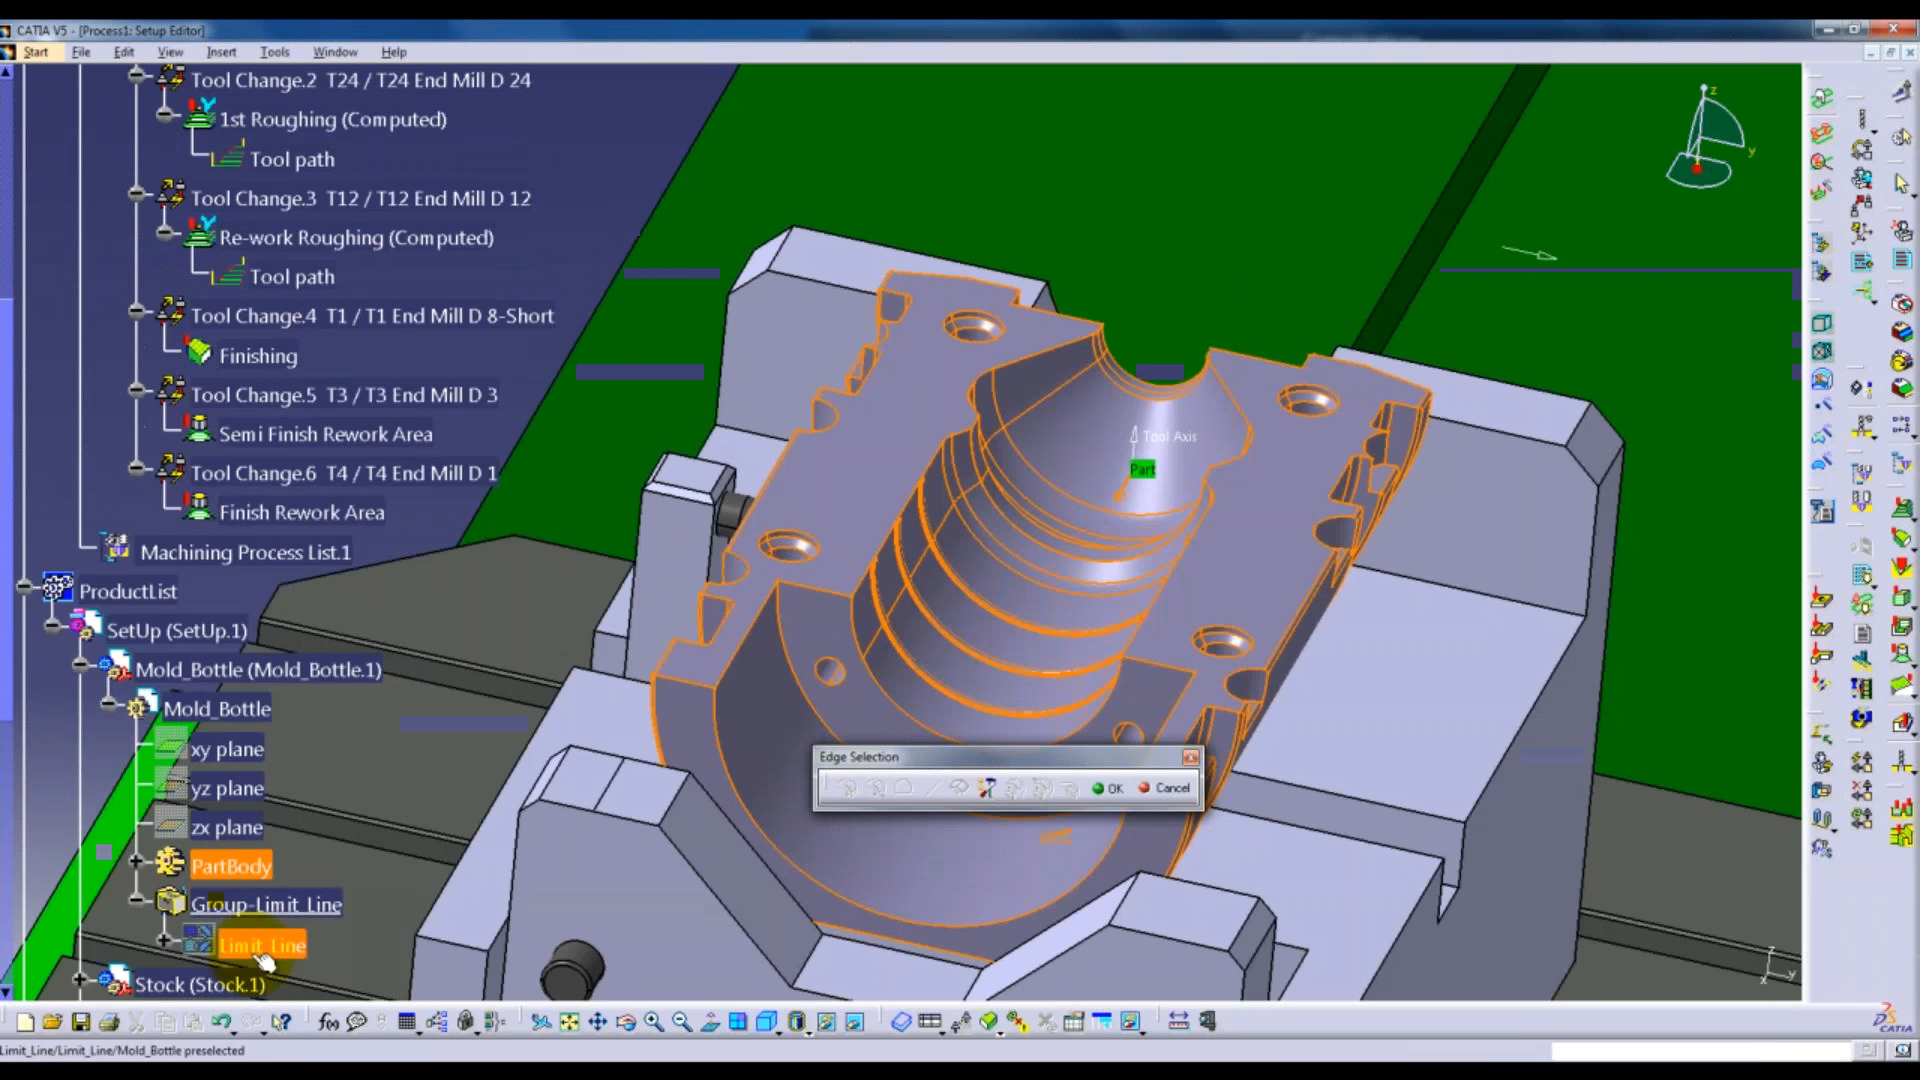 CATIA V5 - [Process1: Setup Editor]
Start File Edit View Insert Tools Window Help
Tool Change.2 T24 / T24 End Mill D 24
1st Roughing (Computed)
Tool path
Tool Change.3 T12 / T12 End Mill D 12
Re-work Roughing (Computed)
Tool path
Tool Change.4 T1 / T1 End Mill D 8-Short
Finishing
Tool Change.5 T3 / T3 End Mill D 3
Semi Finish Rework Area
Tool Change.6 T4 / T4 End Mill D 1
Finish Rework Area
Machining Process List.1
ProductList
SetUp (SetUp.1)
Mold_Bottle (Mold_Bottle.1)
Mold_Bottle
xy plane
yz plane
zx plane
PartBody
Group-Limit_Line
Limit_Line
Stock (Stock.1)
z
y
Tool Axis
Part
Edge Selection
OK Cancel
z
y
x
f(x)
DS
CATIA
Limit_Line/Limit_Line/Mold_Bottle preselected